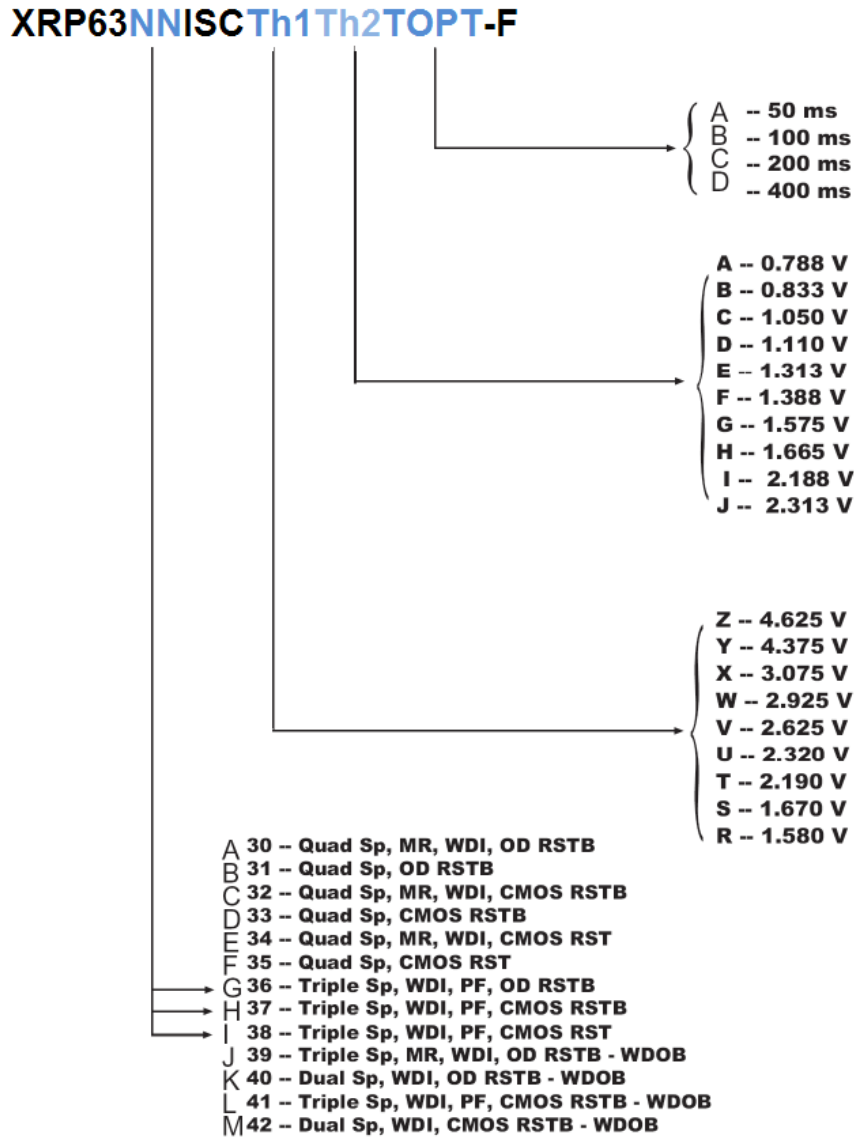 XRP63NNISCTh1Th2TOPT-F
A -- 50 ms
B -- 100 ms
C -- 200 ms
D -- 400 ms
A -- 0.788 V
B -- 0.833 V
C -- 1.050 V
D -- 1.110 V
E -- 1.313 V
F -- 1.388 V
G -- 1.575 V
H -- 1.665 V
I -- 2.188 V
J -- 2.313 V
Z -- 4.625 V
Y -- 4.375 V
X -- 3.075 V
W -- 2.925 V
V -- 2.625 V
U -- 2.320 V
T -- 2.190 V
S -- 1.670 V
R -- 1.580 V
A 30 -- Quad Sp, MR, WDI, OD RSTB
B 31 -- Quad Sp, OD RSTB
C 32 -- Quad Sp, MR, WDI, CMOS RSTB
D 33 -- Quad Sp, CMOS RSTB
E 34 -- Quad Sp, MR, WDI, CMOS RST
F 35 -- Quad Sp, CMOS RST
G 36 -- Triple Sp, WDI, PF, OD RSTB
H 37 -- Triple Sp, WDI, PF, CMOS RSTB
I 38 -- Triple Sp, WDI, PF, CMOS RST
J 39 -- Triple Sp, MR, WDI, OD RSTB - WDOB
K 40 -- Dual Sp, WDI, OD RSTB - WDOB
L 41 -- Triple Sp, WDI, PF, CMOS RSTB - WDOB
M 42 -- Dual Sp, WDI, CMOS RSTB - WDOB